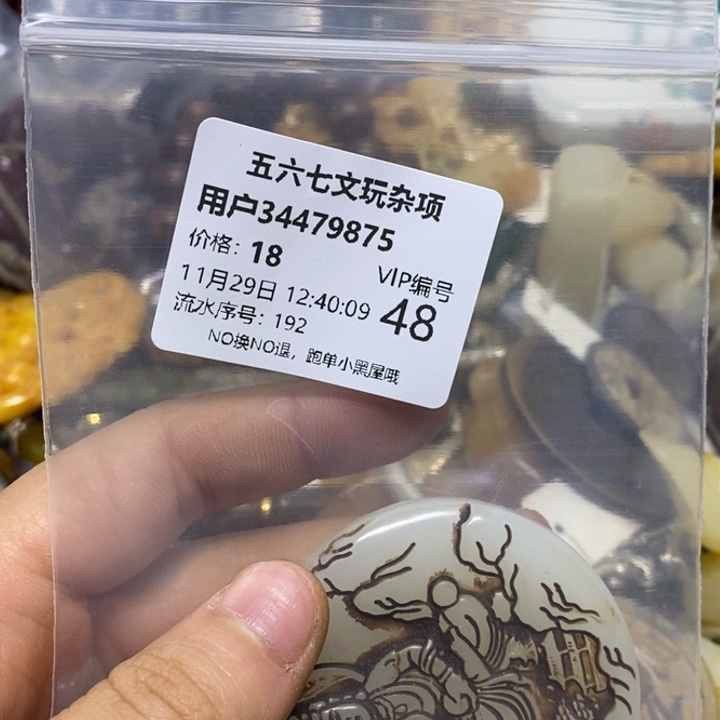 五六七文玩杂项
用户34479875
价格：18
VIP编号
11月29日 12:40:09
48
流水序号：192
NO换NO退，跑单小黑屋哦